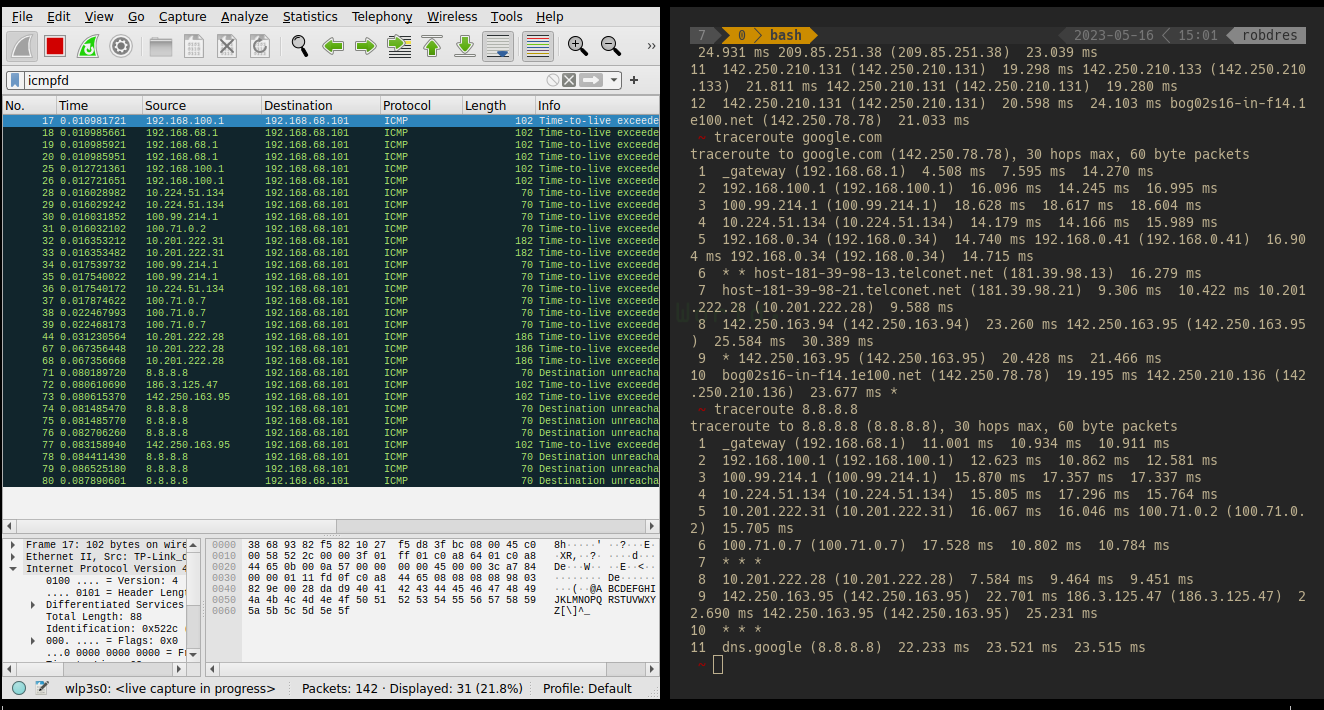 File Edit View Go Capture Analyze Statistics Telephony Wireless Tools Help
icmpfd
No. Time Source Destination Protocol Length Info
17 0.010981721 192.168.100.1 192.168.68.101 ICMP 102 Time-to-live exceede
18 0.010985661 192.168.68.1 192.168.68.101 ICMP 102 Time-to-live exceede
19 0.010985921 192.168.68.1 192.168.68.101 ICMP 102 Time-to-live exceede
20 0.010985951 192.168.68.1 192.168.68.101 ICMP 102 Time-to-live exceede
25 0.012721361 192.168.100.1 192.168.68.101 ICMP 102 Time-to-live exceede
26 0.012721651 192.168.100.1 192.168.68.101 ICMP 102 Time-to-live exceede
28 0.016028982 10.224.51.134 192.168.68.101 ICMP 70 Time-to-live exceede
29 0.016029242 10.224.51.134 192.168.68.101 ICMP 70 Time-to-live exceede
30 0.016031852 100.99.214.1 192.168.68.101 ICMP 70 Time-to-live exceede
31 0.016032102 100.71.0.2 192.168.68.101 ICMP 70 Time-to-live exceede
32 0.016353212 10.201.222.31 192.168.68.101 ICMP 182 Time-to-live exceede
33 0.016353482 10.201.222.31 192.168.68.101 ICMP 182 Time-to-live exceede
34 0.017539732 100.99.214.1 192.168.68.101 ICMP 70 Time-to-live exceede
35 0.017540022 100.99.214.1 192.168.68.101 ICMP 70 Time-to-live exceede
36 0.017540172 10.224.51.134 192.168.68.101 ICMP 70 Time-to-live exceede
37 0.017874622 100.71.0.7 192.168.68.101 ICMP 70 Time-to-live exceede
38 0.022467993 100.71.0.7 192.168.68.101 ICMP 70 Time-to-live exceede
39 0.022468173 100.71.0.7 192.168.68.101 ICMP 70 Time-to-live exceede
44 0.031230564 10.201.222.28 192.168.68.101 ICMP 186 Time-to-live exceede
67 0.067356448 10.201.222.28 192.168.68.101 ICMP 186 Time-to-live exceede
68 0.067356668 10.201.222.28 192.168.68.101 ICMP 186 Time-to-live exceede
71 0.080189720 8.8.8.8 192.168.68.101 ICMP 70 Destination unreacha
72 0.080610690 186.3.125.47 192.168.68.101 ICMP 102 Time-to-live exceede
73 0.080615370 142.250.163.95 192.168.68.101 ICMP 102 Time-to-live exceede
74 0.081485470 8.8.8.8 192.168.68.101 ICMP 70 Destination unreacha
75 0.081485770 8.8.8.8 192.168.68.101 ICMP 70 Destination unreacha
76 0.082706260 8.8.8.8 192.168.68.101 ICMP 70 Destination unreacha
77 0.083158940 142.250.163.95 192.168.68.101 ICMP 102 Time-to-live exceede
78 0.084411430 8.8.8.8 192.168.68.101 ICMP 70 Destination unreacha
79 0.086525180 8.8.8.8 192.168.68.101 ICMP 70 Destination unreacha
80 0.087890601 8.8.8.8 192.168.68.101 ICMP 70 Destination unreacha
Frame 17: 102 bytes on wire
Ethernet II, Src: TP-Link_d
Internet Protocol Version 4
0100 .... = Version: 4
.... 0101 = Header Lengt
Differentiated Services
Total Length: 88
Identification: 0x522c
000. .... = Flags: 0x0
...0 0000 0000 0000 = Fr
0000 38 68 93 82 f5 82 10 27 f5 d8 3f bc 08 00 45 c0 8h·····' ··?···E·
0010 00 58 52 2c 00 00 3f 01 ff 01 c0 a8 64 01 c0 a8 ·XR,··?· ····d···
0020 44 65 0b 00 0a 57 00 00 00 00 45 00 00 3c a7 84 De···W·· ··E··<··
0030 00 00 01 11 fd 0f c0 a8 44 65 08 08 08 08 98 03 ········ De······
0040 82 9e 00 28 da d9 40 41 42 43 44 45 46 47 48 49 ···(··@A BCDEFGHI
0050 4a 4b 4c 4d 4e 4f 50 51 52 53 54 55 56 57 58 59 JKLMNOPQ RSTUVWXY
0060 5a 5b 5c 5d 5e 5f Z[\]^_
wlp3s0: <live capture in progress> Packets: 142 · Displayed: 31 (21.8%) Profile: Default
7 0 bash 2023-05-16 15:01 robdres
24.931 ms 209.85.251.38 (209.85.251.38) 23.039 ms
11 142.250.210.131 (142.250.210.131) 19.298 ms 142.250.210.133 (142.250.210
.133) 21.811 ms 142.250.210.131 (142.250.210.131) 19.280 ms
12 142.250.210.131 (142.250.210.131) 20.598 ms 24.103 ms bog02s16-in-f14.1
e100.net (142.250.78.78) 21.033 ms
~ traceroute google.com
traceroute to google.com (142.250.78.78), 30 hops max, 60 byte packets
1 _gateway (192.168.68.1) 4.508 ms 7.595 ms 14.270 ms
2 192.168.100.1 (192.168.100.1) 16.096 ms 14.245 ms 16.995 ms
3 100.99.214.1 (100.99.214.1) 18.628 ms 18.617 ms 18.604 ms
4 10.224.51.134 (10.224.51.134) 14.179 ms 14.166 ms 15.989 ms
5 192.168.0.34 (192.168.0.34) 14.740 ms 192.168.0.41 (192.168.0.41) 16.90
4 ms 192.168.0.34 (192.168.0.34) 14.715 ms
6 * * host-181-39-98-13.telconet.net (181.39.98.13) 16.279 ms
7 host-181-39-98-21.telconet.net (181.39.98.21) 9.306 ms 10.422 ms 10.201
.222.28 (10.201.222.28) 9.588 ms
8 142.250.163.94 (142.250.163.94) 23.260 ms 142.250.163.95 (142.250.163.95
) 25.584 ms 30.389 ms
9 * 142.250.163.95 (142.250.163.95) 20.428 ms 21.466 ms
10 bog02s16-in-f14.1e100.net (142.250.78.78) 19.195 ms 142.250.210.136 (142
.250.210.136) 23.677 ms *
~ traceroute 8.8.8.8
traceroute to 8.8.8.8 (8.8.8.8), 30 hops max, 60 byte packets
1 _gateway (192.168.68.1) 11.001 ms 10.934 ms 10.911 ms
2 192.168.100.1 (192.168.100.1) 12.623 ms 10.862 ms 12.581 ms
3 100.99.214.1 (100.99.214.1) 15.870 ms 17.357 ms 17.337 ms
4 10.224.51.134 (10.224.51.134) 15.805 ms 17.296 ms 15.764 ms
5 10.201.222.31 (10.201.222.31) 16.067 ms 16.046 ms 100.71.0.2 (100.71.0.
2) 15.705 ms
6 100.71.0.7 (100.71.0.7) 17.528 ms 10.802 ms 10.784 ms
7 * * *
8 10.201.222.28 (10.201.222.28) 7.584 ms 9.464 ms 9.451 ms
9 142.250.163.95 (142.250.163.95) 22.701 ms 186.3.125.47 (186.3.125.47) 2
2.690 ms 142.250.163.95 (142.250.163.95) 25.231 ms
10 * * *
11 dns.google (8.8.8.8) 22.233 ms 23.521 ms 23.515 ms
~